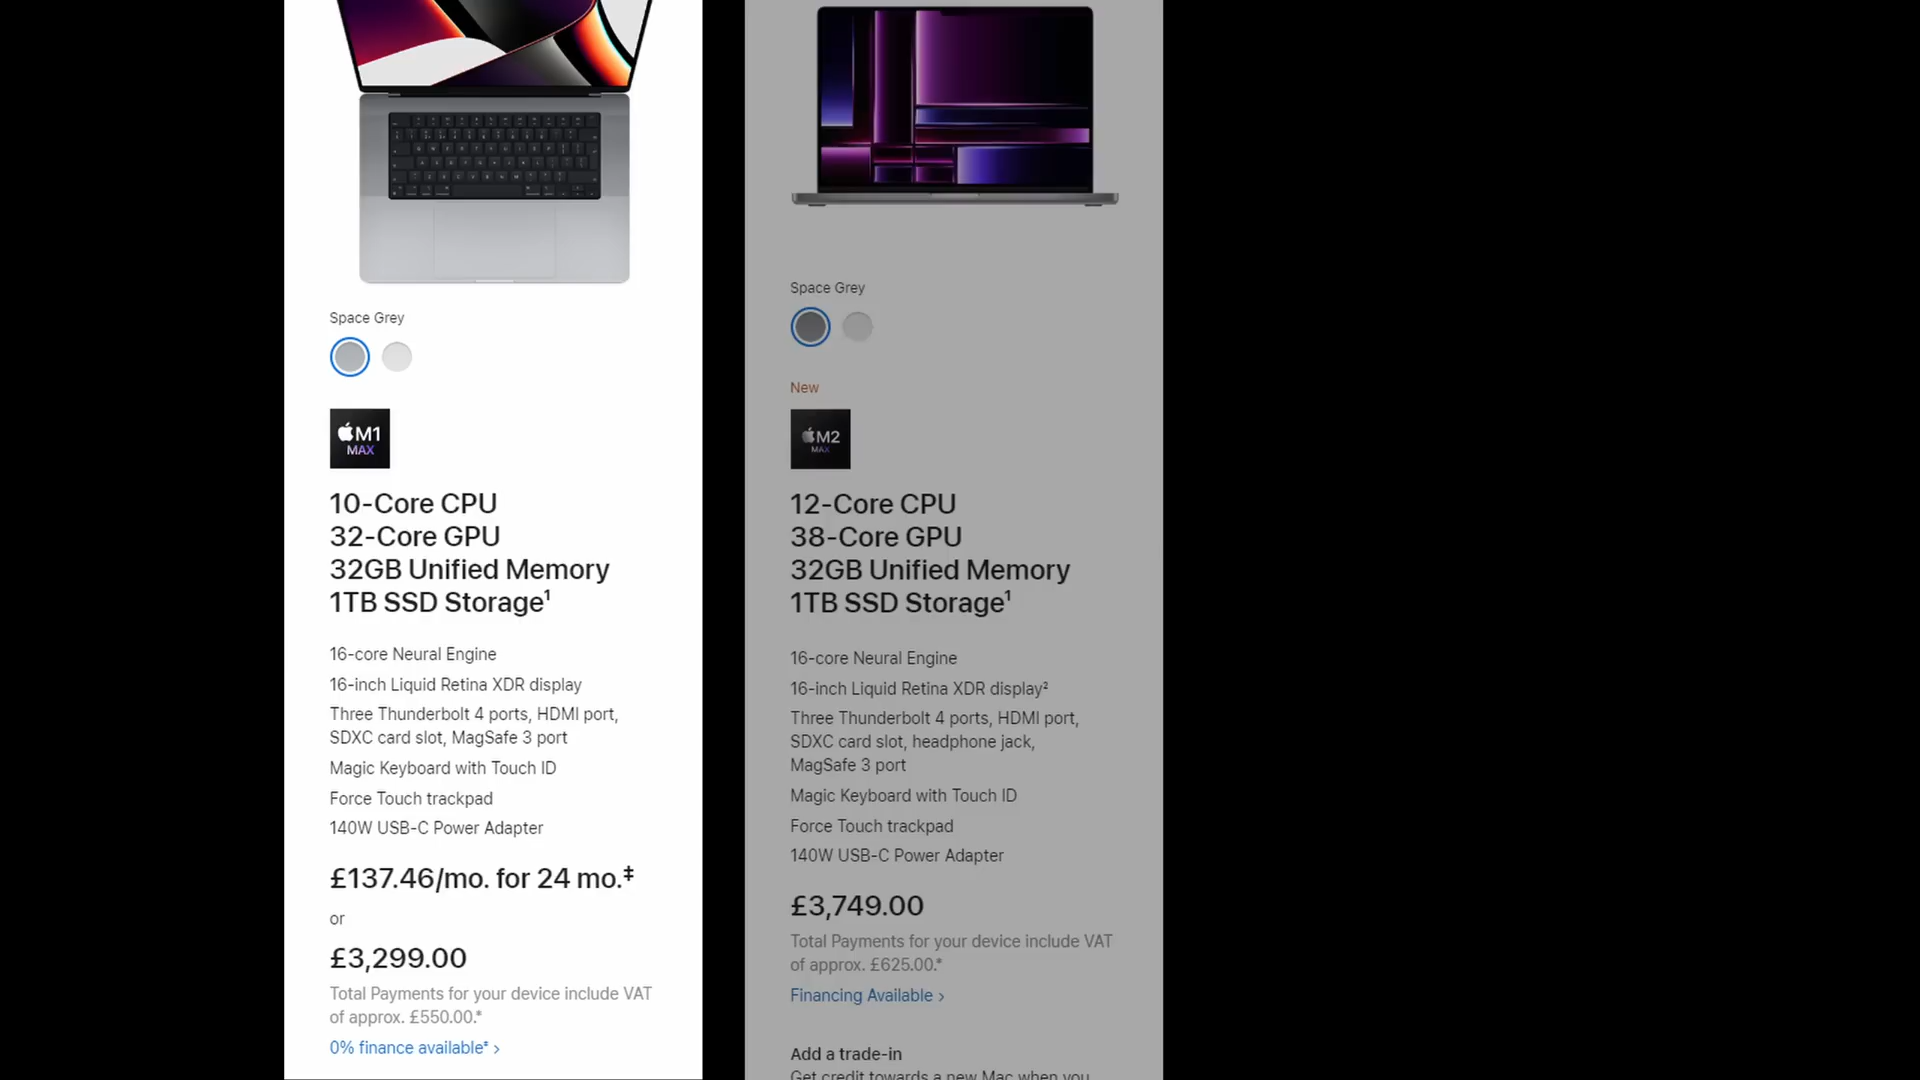 Space Grey
M1
MAX
10-Core CPU
32-Core GPU
32GB Unified Memory
1TB SSD Storage¹
16-core Neural Engine
16-inch Liquid Retina XDR display
Three Thunderbolt 4 ports, HDMI port,
SDXC card slot, MagSafe 3 port
Magic Keyboard with Touch ID
Force Touch trackpad
140W USB-C Power Adapter
£137.46/mo. for 24 mo.‡
or
£3,299.00
Total Payments for your device include VAT
of approx. £550.00.*
0% finance available‡ >
Space Grey
New
M2
MAX
12-Core CPU
38-Core GPU
32GB Unified Memory
1TB SSD Storage¹
16-core Neural Engine
16-inch Liquid Retina XDR display²
Three Thunderbolt 4 ports, HDMI port,
SDXC card slot, headphone jack,
MagSafe 3 port
Magic Keyboard with Touch ID
Force Touch trackpad
140W USB-C Power Adapter
£3,749.00
Total Payments for your device include VAT
of approx. £625.00.*
Financing Available >
Add a trade-in
Get credit towards a new Mac when you